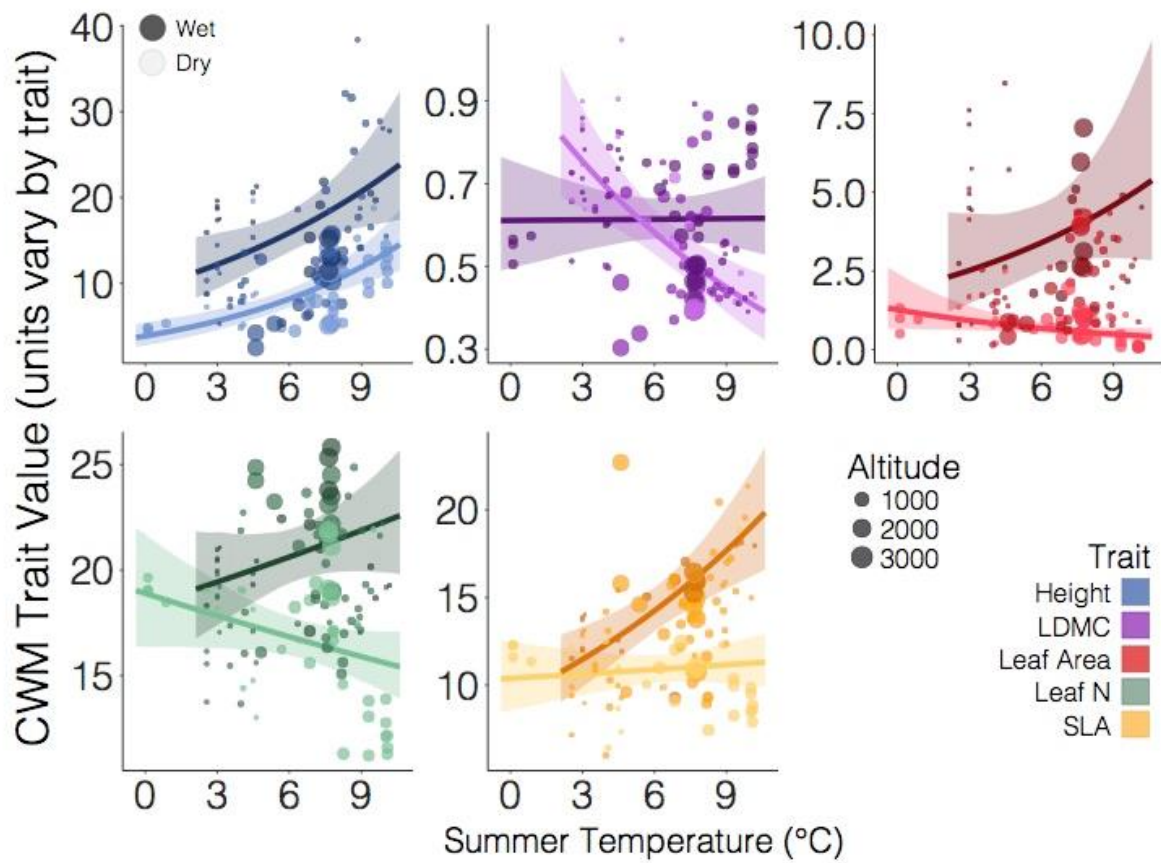 CWM Trait Value (units vary by trait)
Wet
Dry
40
30
20
10
0 3 6 9
0.9
0.7
0.5
0.3
0 3 6 9
10.0
7.5
5.0
2.5
0.0
0 3 6 9
25
20
15
0 3 6 9
20
15
10
0 3 6 9
Altitude
1000
2000
3000
Trait
Height
LDMC
Leaf Area
Leaf N
SLA
Summer Temperature (°C)